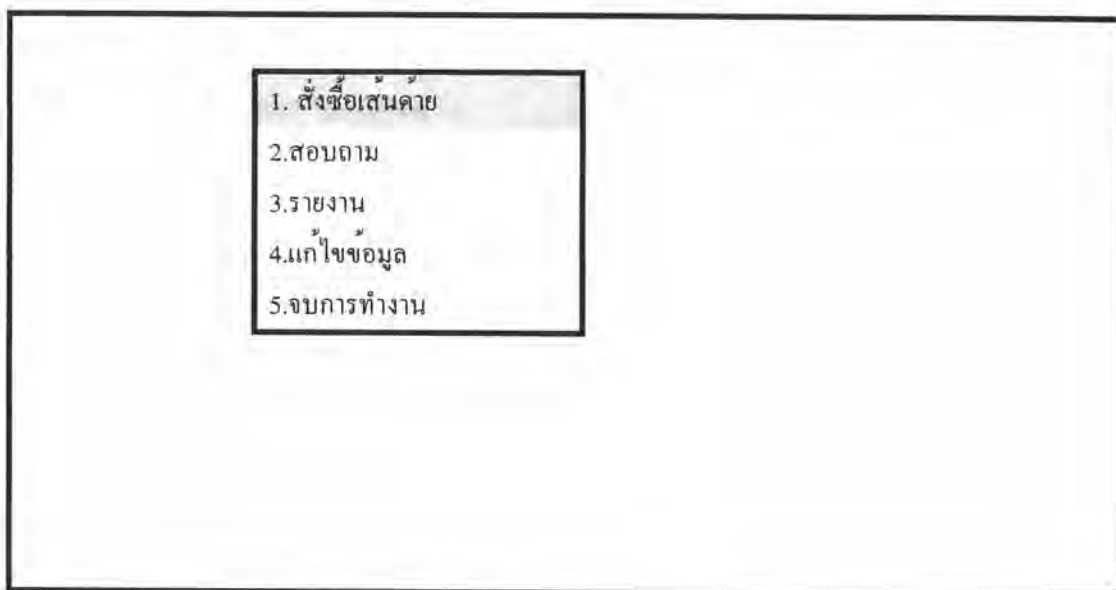 1. สั่งซื้อเส้นด้าย
2.สอบถาม
3.รายงาน
4.แก้ไขข้อมูล
5.จบการทำงาน